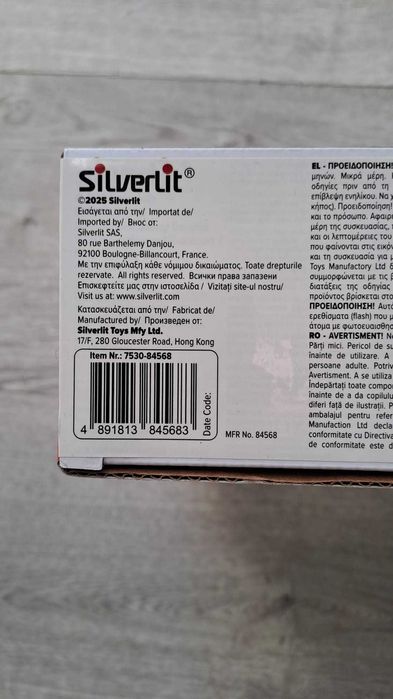 Silverlit®
©2025 Silverlit
Εισάγεται από την/ Importat de/
Imported by/ Внос от:
Silverlit SAS,
80 rue Barthelemy Danjou,
92100 Boulogne-Billancourt, France.
Με την επιφύλαξη κάθε νόμιμου δικαιώματος. Toate drepturile
rezervate. All rights reserved. Всички права запазени
Επισκεφτείτε μας στην ιστοσελίδα / Vizitați site-ul nostru/
Visit us at: www.silverlit.com
Κατασκευάζεται από την/ Fabricat de/
Manufactured by/ Произведен от:
Silverlit Toys Mfy Ltd.
17/F, 280 Gloucester Road, Hong Kong
Item Nr.: 7530-84568
4 891813 845683
Date Code:
MFR No. 84568
EL - ΠΡΟΕΙΔΟΠΟΙΗΣΗ!
μηνών. Μικρά μέρη.
οδηγίες πριν από τη
επίβλεψη ενηλίκου. Να
κήπος). Προειδοποίηση!
και το πρόσωπο. Αφαιρ
μέρη της συσκευασίας,
και οι λεπτομέρειες του
που φαίνονται στις εικόν
και τη συσκευασία για μ
Toys Manufactory Ltd δ
συμμορφώνεται με τις β
διατάξεις της οδηγίας
προϊόντος βρίσκεται στο
ΠΡΟΕΙΔΟΠΟΙΗΣΗ! Αυτό
ερεθίσματα (flash) που μ
άτομα με φωτοευαισθησ
RO - AVERTISMENT! N
Părți mici. Pericol de su
înainte de utilizare. A
persoane adulte. Potriv
Avertisment. A se utiliza
Îndepărtați toate compo
înainte de a da copilulu
diferi față de ilustrații. P
ambalajul pentru refer
Manufaction Ltd decla
conformitate cu Directiva
de conformitate este d